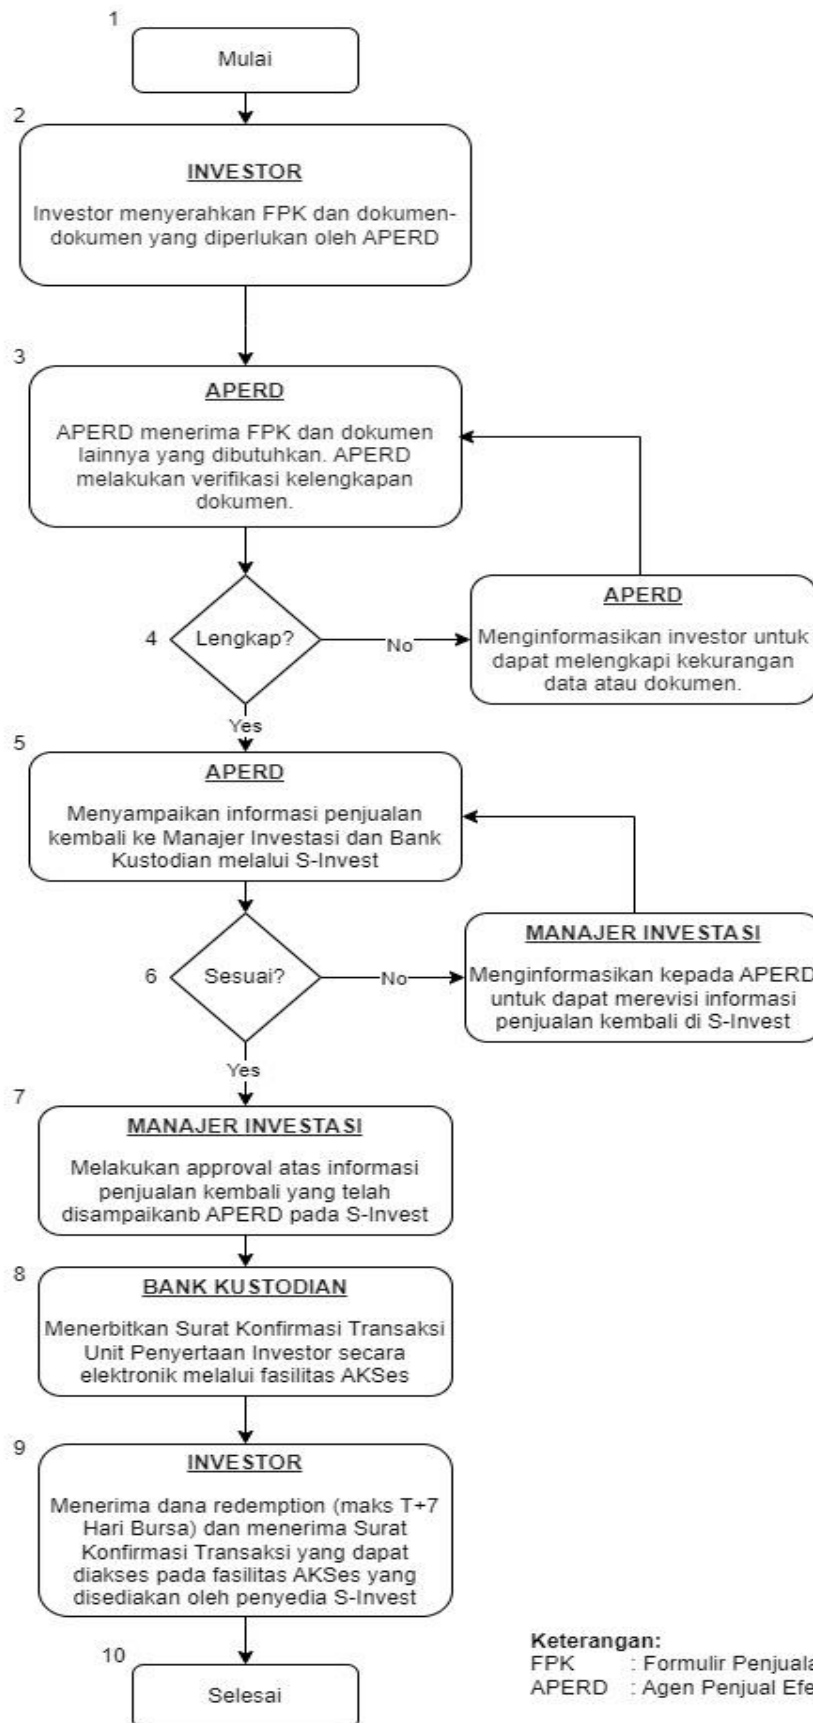 1
Mulai
2
INVESTOR
Investor menyerahkan FPK dan dokumen-
dokumen yang diperlukan oleh APERD
3
APERD
APERD menerima FPK dan dokumen
lainnya yang dibutuhkan. APERD
melakukan verifikasi kelengkapan
dokumen.
4
Lengkap?
No
APERD
Menginformasikan investor untuk
dapat melengkapi kekurangan
data atau dokumen.
Yes
5
APERD
Menyampaikan informasi penjualan
kembali ke Manajer Investasi dan Bank
Kustodian melalui S-Invest
6
Sesuai?
No
MANAJER INVESTASI
Menginformasikan kepada APERD
untuk dapat merevisi informasi
penjualan kembali di S-Invest
Yes
7
MANAJER INVESTASI
Melakukan approval atas informasi
penjualan kembali yang telah
disampaikanb APERD pada S-Invest
8
BANK KUSTODIAN
Menerbitkan Surat Konfirmasi Transaksi
Unit Penyertaan Investor secara
elektronik melalui fasilitas AKSes
9
INVESTOR
Menerima dana redemption (maks T+7
Hari Bursa) dan menerima Surat
Konfirmasi Transaksi yang dapat
diakses pada fasilitas AKSes yang
disediakan oleh penyedia S-Invest
10
Selesai
Keterangan:
FPK : Formulir
APERD : Agen Penjual